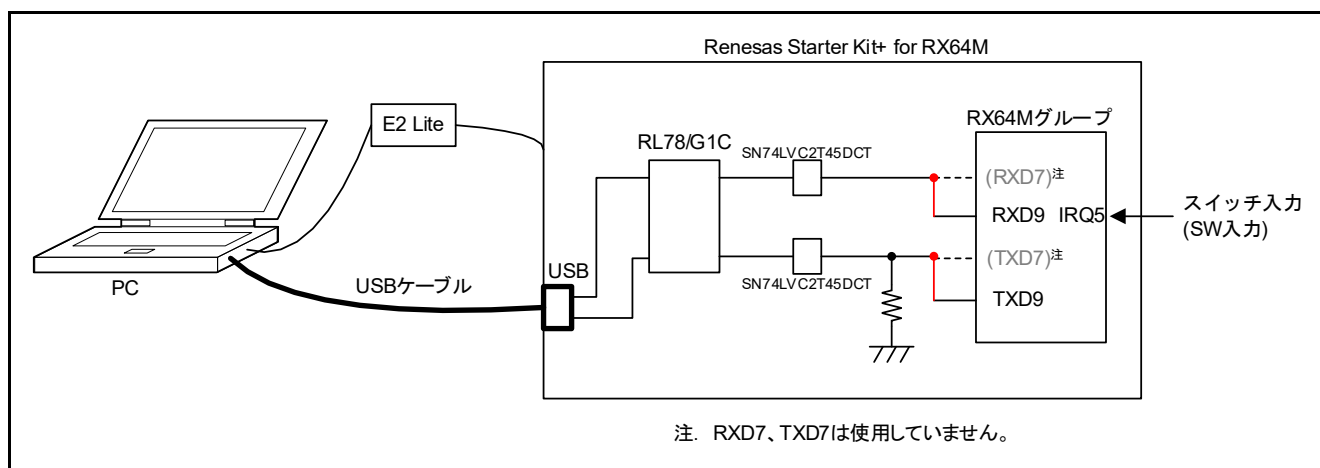 Renesas Starter Kit+ for RX64M
E2 Lite
RX64Mグループ
RL78/G1C
SN74LVC2T45DCT
(RXD7)注
RXD9 IRQ5
スイッチ入力
(SW入力)
(TXD7)注
SN74LVC2T45DCT
TXD9
USB
USBケーブル
PC
注. RXD7、TXD7は使用していません。